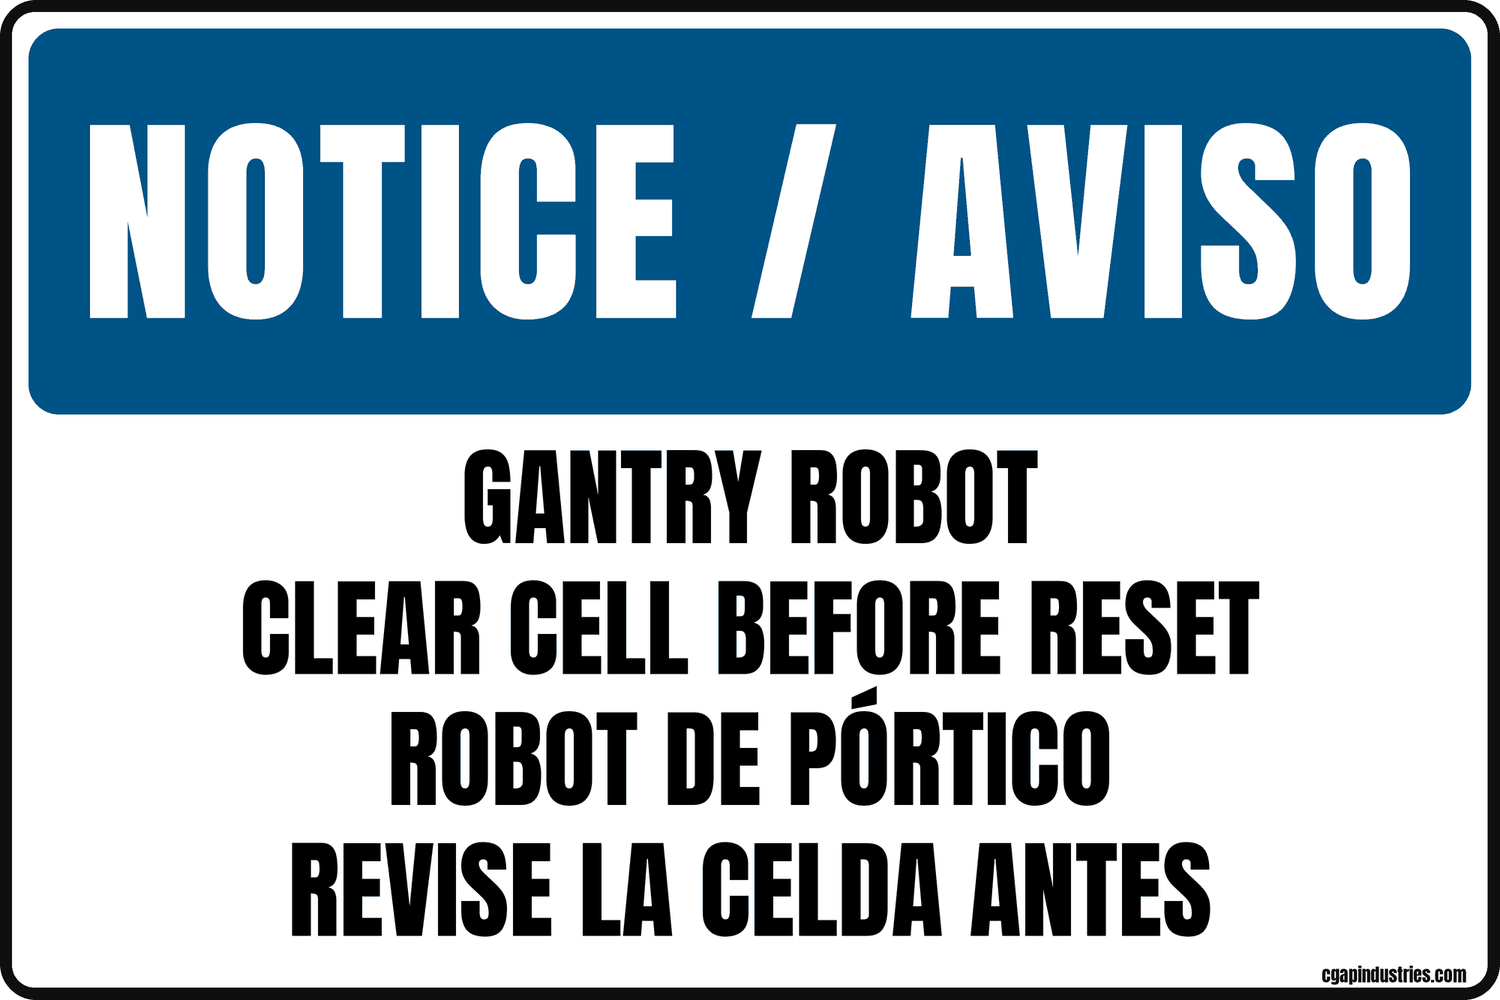 NOTICE / AVISO
GANTRY ROBOT
CLEAR CELL BEFORE RESET
ROBOT DE PÓRTICO
REVISE LA CELDA ANTES
cgapindustries.com